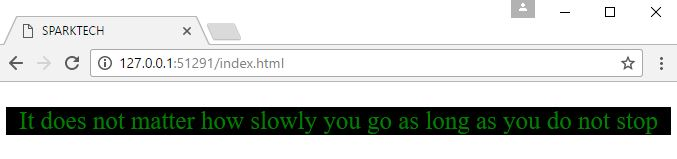 SPARKTECH
127.0.0.1:51291/index.html
It does not matter how slowly you go as long as you do not stop